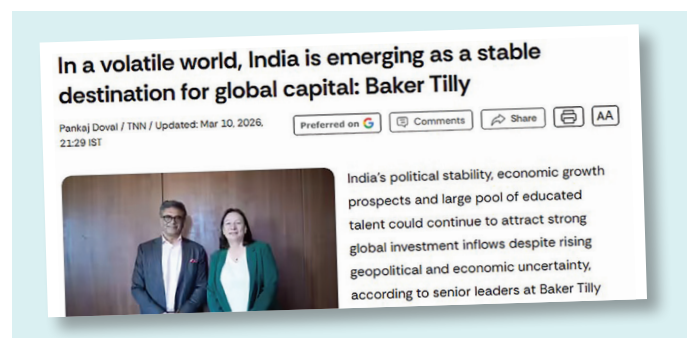 In a volatile world, India is emerging as a stable
destination for global capital: Baker Tilly
Pankaj Doval / TNN / Updated: Mar 10, 2026,
21:29 IST
Preferred on G
Comments
Share
AA
India's political stability, economic growth
prospects and large pool of educated
talent could continue to attract strong
global investment inflows despite rising
geopolitical and economic uncertainty,
according to senior leaders at Baker Tilly